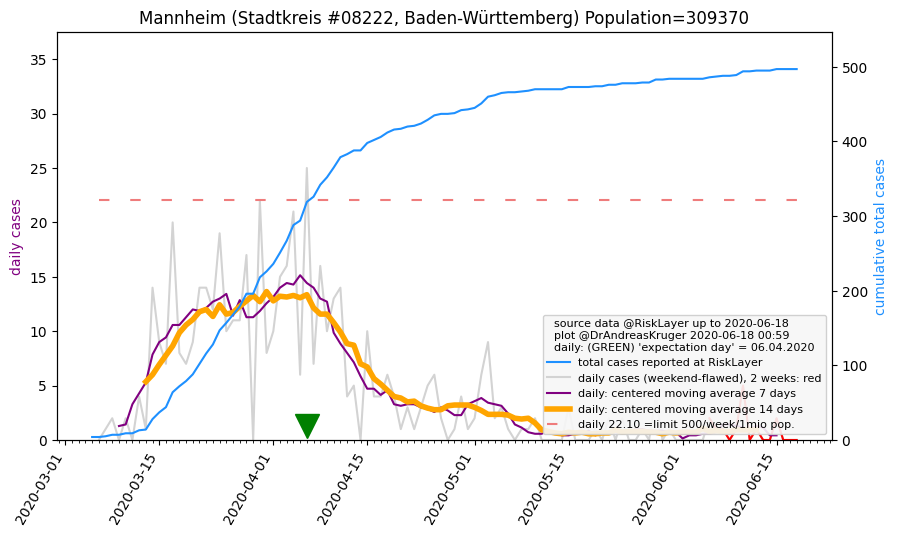 Mannheim (Stadtkreis #08222, Baden-Württemberg) Population=309370
daily cases
35
30
25
20
15
10
5
0
cumulative total cases
500
400
300
200
100
0
source data @RiskLayer up to 2020-06-18
plot @DrAndreasKruger 2020-06-18 00:59
daily: (GREEN) 'expectation day' = 06.04.2020
total cases reported at RiskLayer
daily cases (weekend-flawed), 2 weeks: red
daily: centered moving average 7 days
daily: centered moving average 14 days
daily 22.10 =limit 500/week/1mio pop.
2020-03-01
2020-03-15
2020-04-01
2020-04-15
2020-05-01
2020-05-15
2020-06-01
2020-06-15